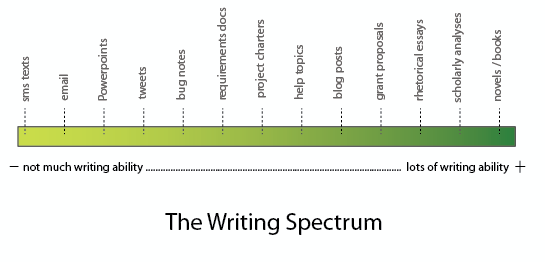 sms texts
email
Powerpoints
tweets
bug notes
requirements docs
project charters
help topics
blog posts
grant proposals
rhetorical essays
scholarly analyses
novels / books
— not much writing ability ........................................ lots of writing ability +
The Writing Spectrum